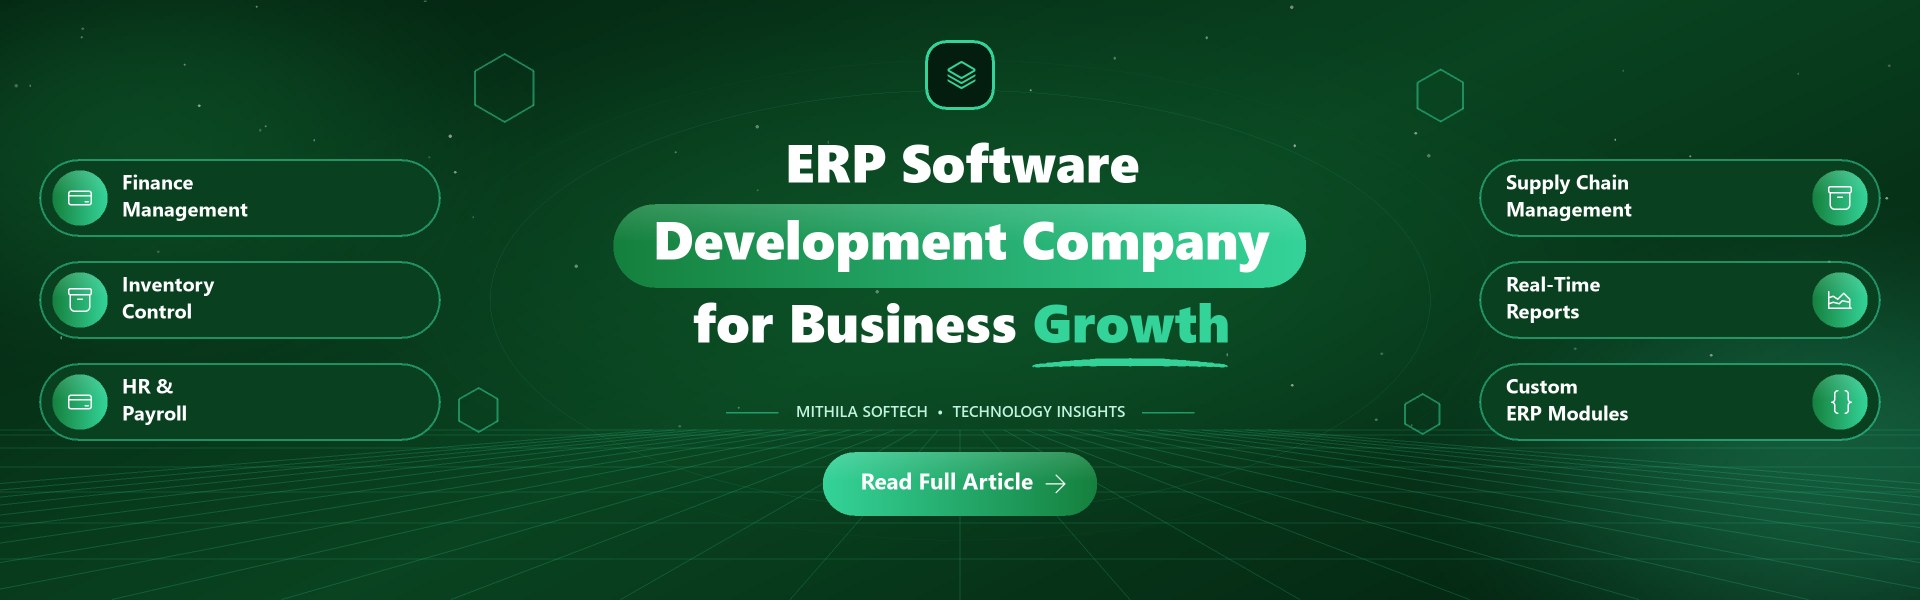 ERP Software
Development Company
for Business Growth
MITHILA SOFTECH • TECHNOLOGY INSIGHTS
Read Full Article →
Finance
Management
Inventory
Control
HR &
Payroll
Supply Chain
Management
Real-Time
Reports
Custom
ERP Modules
{ }